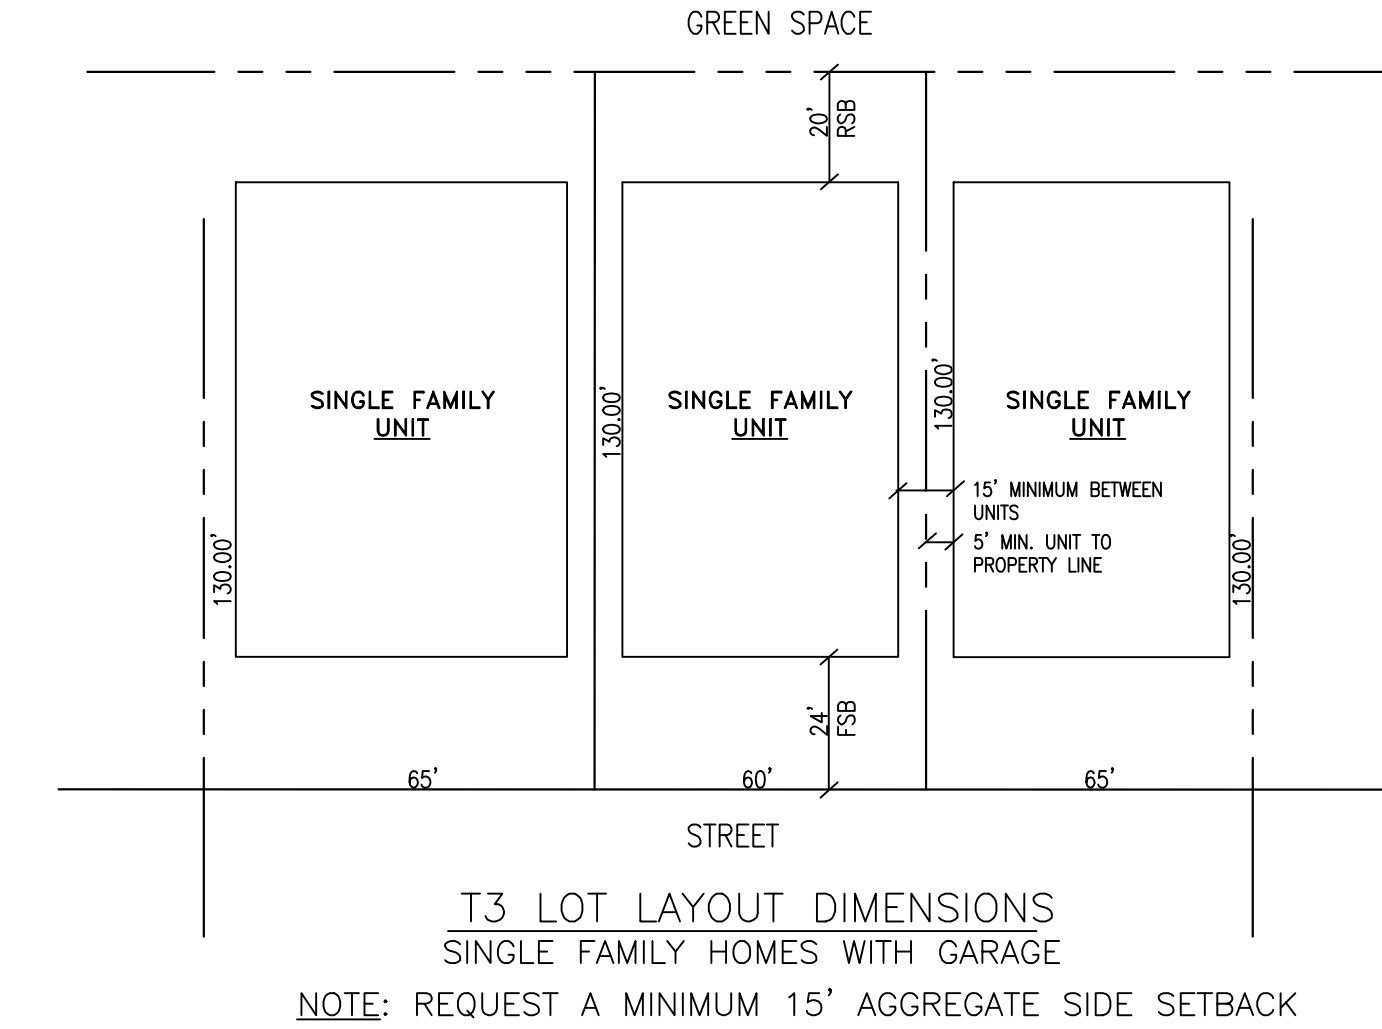 GREEN SPACE
20'
RSB
SINGLE FAMILY
UNIT
SINGLE FAMILY
UNIT
SINGLE FAMILY
UNIT
130.00'
130.00'
15' MINIMUM BETWEEN
UNITS
5' MIN. UNIT TO
PROPERTY LINE
130.00'
130.00'
24'
FSB
65'
60'
65'
STREET
T3 LOT LAYOUT DIMENSIONS
SINGLE FAMILY HOMES WITH GARAGE
NOTE: REQUEST A MINIMUM 15' AGGREGATE SIDE SETBACK